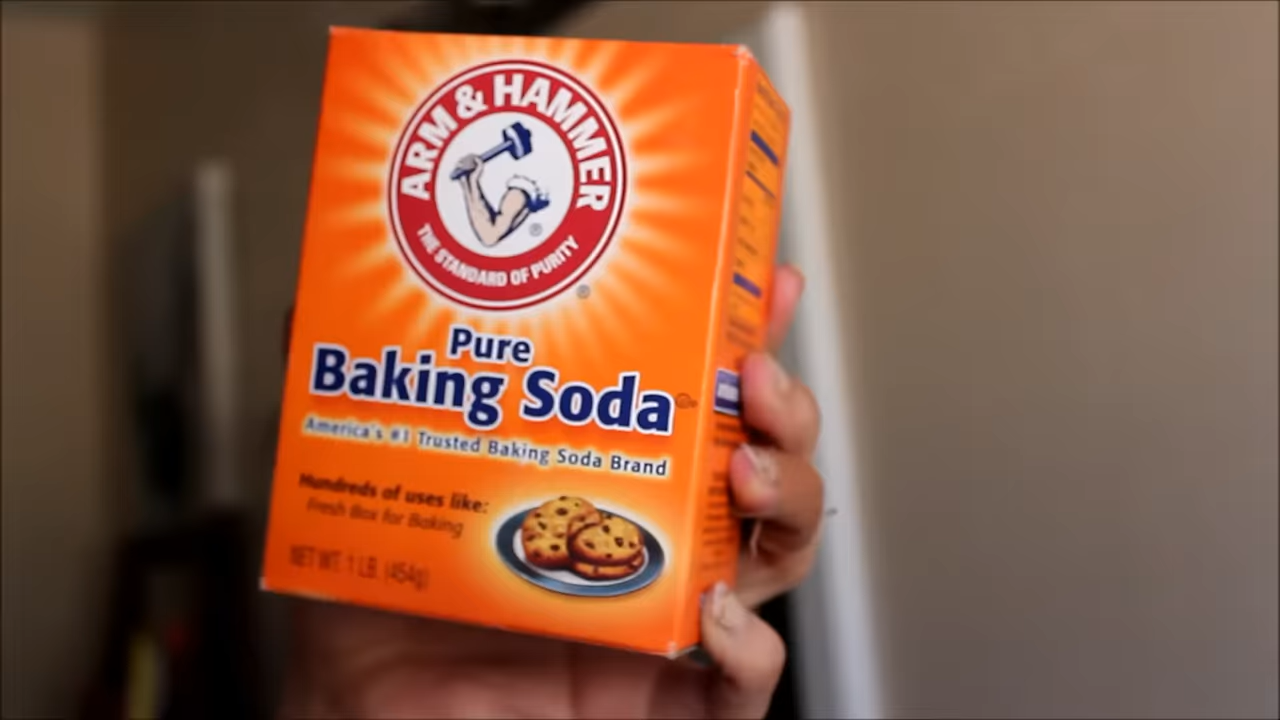 ARM & HAMMER
THE STANDARD OF PURITY
®
®
Pure
Baking Soda
America's #1 Trusted Baking Soda Brand
Hundreds of uses like:
Fresh Box for Baking
NET WT. 1 LB. (454g)